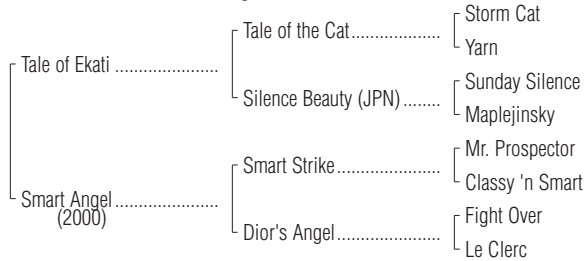 Storm Cat
Tale of the Cat....................
Yarn
Tale of Ekati .......................
Sunday Silence
Silence Beauty (JPN) ........
Maplejinsky
Mr. Prospector
Smart Strike.......................
Classy 'n Smart
Smart Angel .......................
(2000)
Fight Over
Dior's Angel.......................
Le Clerc